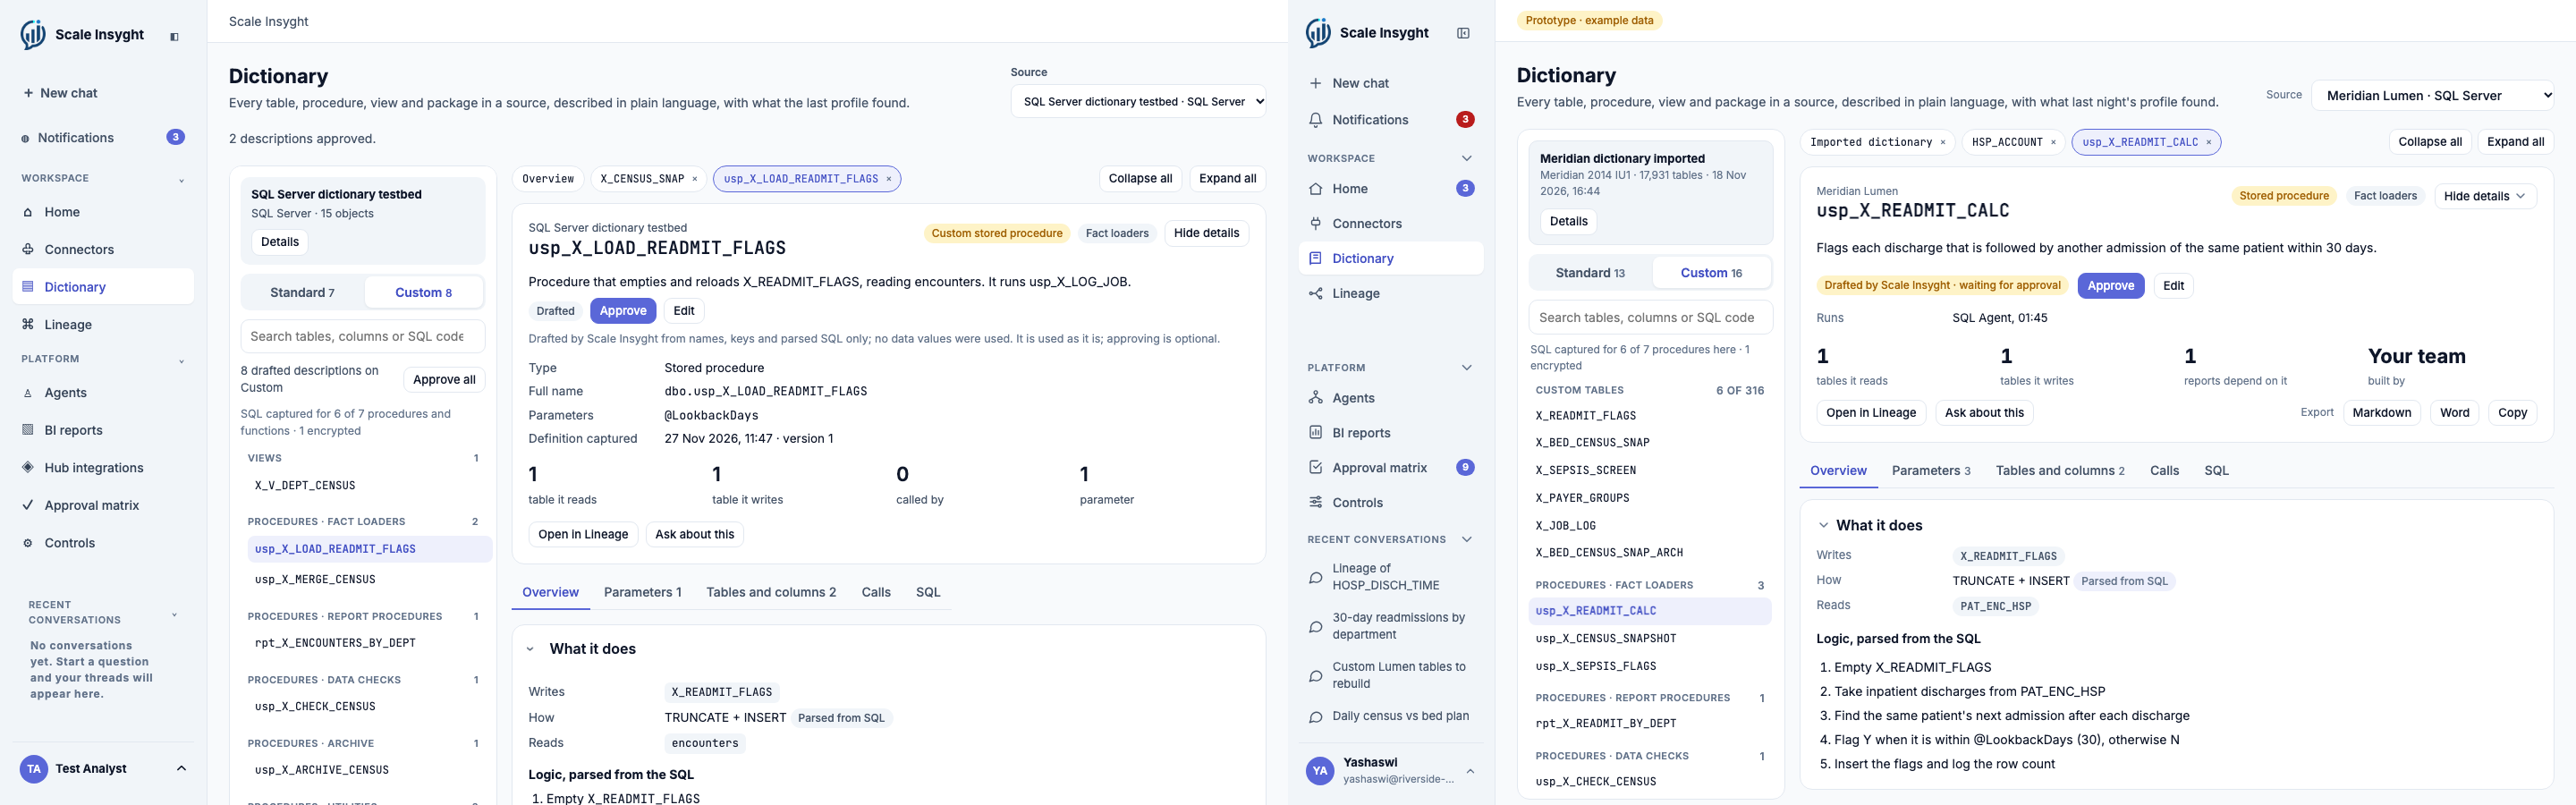 Scale Insyght
+ New chat
Notifications 3
WORKSPACE
Home
Connectors
Dictionary
Lineage
PLATFORM
Agents
BI reports
Hub integrations
Approval matrix
Controls
RECENT
CONVERSATIONS
No conversations
yet. Start a question
and your threads will
appear here.
TA Test Analyst
Scale Insyght
Dictionary
Every table, procedure, view and package in a source, described in plain language, with what the last profile found.
Source
SQL Server dictionary testbed · SQL Server
2 descriptions approved.
SQL Server dictionary testbed
SQL Server · 15 objects
Details
Standard 7 Custom 8
Search tables, columns or SQL code
8 drafted descriptions on
Custom
Approve all
SQL captured for 6 of 7 procedures and
functions · 1 encrypted
VIEWS 1
X_V_DEPT_CENSUS
PROCEDURES · FACT LOADERS 2
usp_X_LOAD_READMIT_FLAGS
usp_X_MERGE_CENSUS
PROCEDURES · REPORT PROCEDURES 1
rpt_X_ENCOUNTERS_BY_DEPT
PROCEDURES · DATA CHECKS 1
usp_X_CHECK_CENSUS
PROCEDURES · ARCHIVE 1
usp_X_ARCHIVE_CENSUS
Overview X_CENSUS_SNAP × usp_X_LOAD_READMIT_FLAGS × Collapse all Expand all
SQL Server dictionary testbed
usp_X_LOAD_READMIT_FLAGS
Custom stored procedure Fact loaders Hide details
Procedure that empties and reloads X_READMIT_FLAGS, reading encounters. It runs usp_X_LOG_JOB.
Drafted Approve Edit
Drafted by Scale Insyght from names, keys and parsed SQL only; no data values were used. It is used as it is; approving is optional.
Type Stored procedure
Full name dbo.usp_X_LOAD_READMIT_FLAGS
Parameters @LookbackDays
Definition captured 27 Nov 2026, 11:47 · version 1
1 1 0 1
table it reads table it writes called by parameter
Open in Lineage Ask about this
Overview Parameters 1 Tables and columns 2 Calls SQL
What it does
Writes X_READMIT_FLAGS
How TRUNCATE + INSERT Parsed from SQL
Reads encounters
Logic, parsed from the SQL
1. Empty X_READMIT_FLAGS
Scale Insyght
+ New chat
Notifications 3
WORKSPACE
Home 3
Connectors
Dictionary
Lineage
PLATFORM
Agents
BI reports
Approval matrix 9
Controls
RECENT CONVERSATIONS
Lineage of
HOSP_DISCH_TIME
30-day readmissions by
department
Custom Lumen tables to
rebuild
Daily census vs bed plan
YA Yashaswi
yashaswi@riverside-...
Prototype · example data
Dictionary
Every table, procedure, view and package in a source, described in plain language, with what last night's profile found.
Source Meridian Lumen · SQL Server
Meridian dictionary imported
Meridian 2014 IU1 · 17,931 tables · 18 Nov
2026, 16:44
Details
Standard 13 Custom 16
Search tables, columns or SQL code
SQL captured for 6 of 7 procedures here · 1
encrypted
CUSTOM TABLES 6 OF 316
X_READMIT_FLAGS
X_BED_CENSUS_SNAP
X_SEPSIS_SCREEN
X_PAYER_GROUPS
X_JOB_LOG
X_BED_CENSUS_SNAP_ARCH
PROCEDURES · FACT LOADERS 3
usp_X_READMIT_CALC
usp_X_CENSUS_SNAPSHOT
usp_X_SEPSIS_FLAGS
PROCEDURES · REPORT PROCEDURES 1
rpt_X_READMIT_BY_DEPT
PROCEDURES · DATA CHECKS 1
usp_X_CHECK_CENSUS
Imported dictionary × HSP_ACCOUNT × usp_X_READMIT_CALC × Collapse all Expand all
Meridian Lumen
usp_X_READMIT_CALC
Stored procedure Fact loaders Hide details
Flags each discharge that is followed by another admission of the same patient within 30 days.
Drafted by Scale Insyght · waiting for approval Approve Edit
Runs SQL Agent, 01:45
1 1 1 Your team
tables it reads tables it writes reports depend on it built by
Open in Lineage Ask about this Export Markdown Word Copy
Overview Parameters 3 Tables and columns 2 Calls SQL
What it does
Writes X_READMIT_FLAGS
How TRUNCATE + INSERT Parsed from SQL
Reads PAT_ENC_HSP
Logic, parsed from the SQL
1. Empty X_READMIT_FLAGS
2. Take inpatient discharges from PAT_ENC_HSP
3. Find the same patient's next admission after each discharge
4. Flag Y when it is within @LookbackDays (30), otherwise N
5. Insert the flags and log the row count